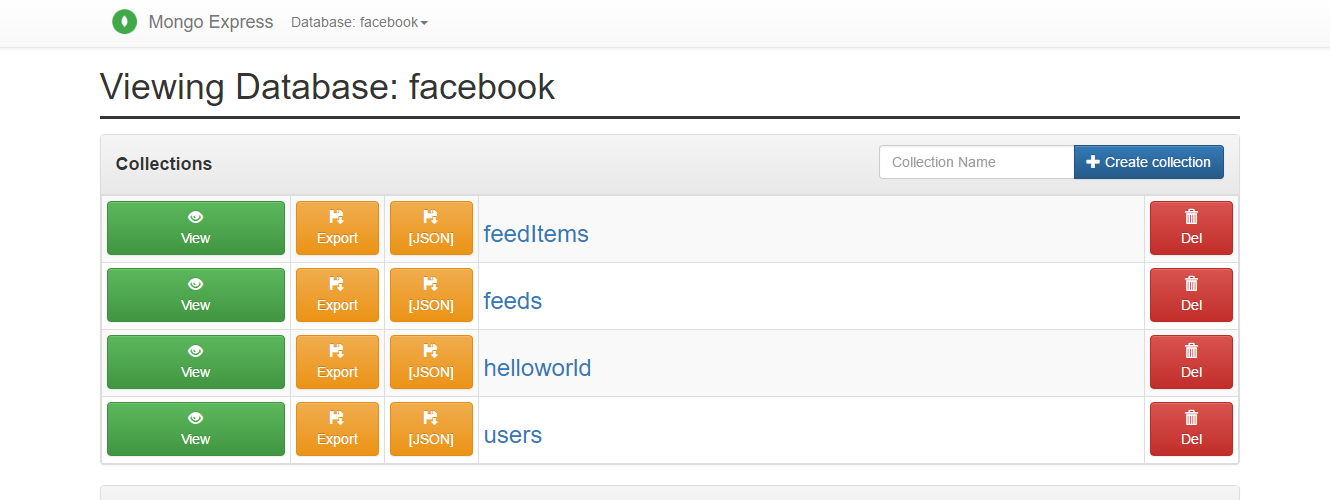 Mongo Express Database: facebook
Viewing Database: facebook
Collections Collection Name Create collection
View Export [JSON] feedItems Del
View Export [JSON] feeds Del
View Export [JSON] helloworld Del
View Export [JSON] users Del